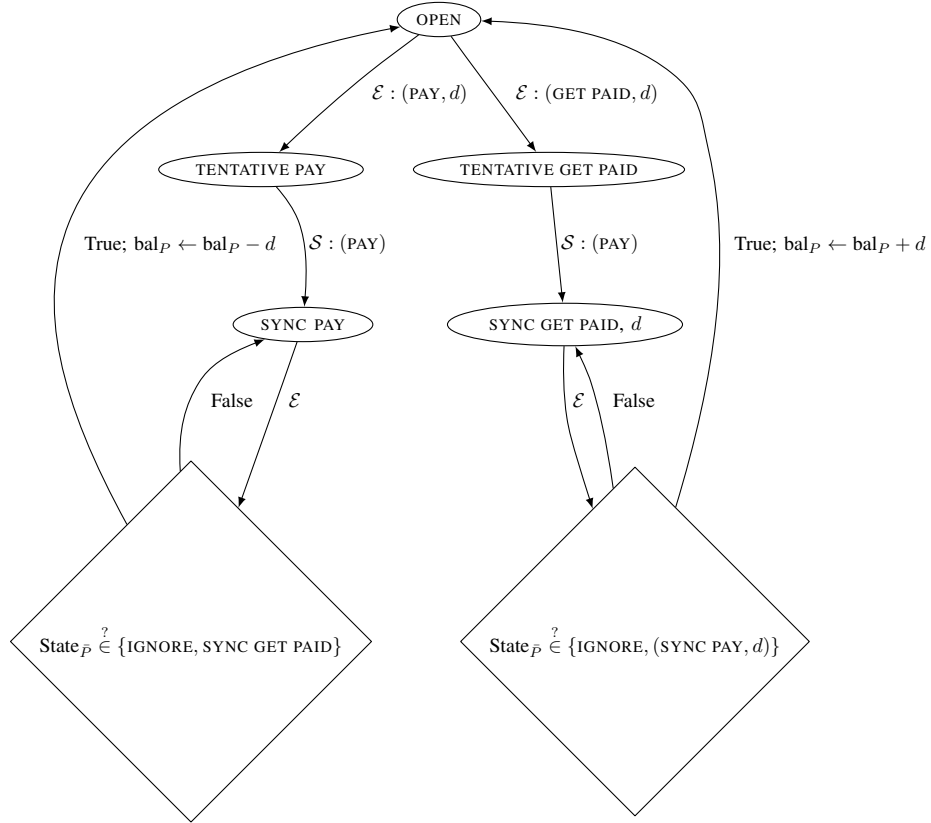 OPEN
ℰ : (PAY, d)
ℰ : (GET PAID, d)
TENTATIVE PAY
TENTATIVE GET PAID
True; bal_P ← bal_P − d
𝒮 : (PAY)
𝒮 : (PAY)
True; bal_P ← bal_P + d
SYNC PAY
SYNC GET PAID, d
False
ℰ
ℰ
False
State_P̄ ∈? {IGNORE, SYNC GET PAID}
State_P̄ ∈? {IGNORE, (SYNC PAY, d)}